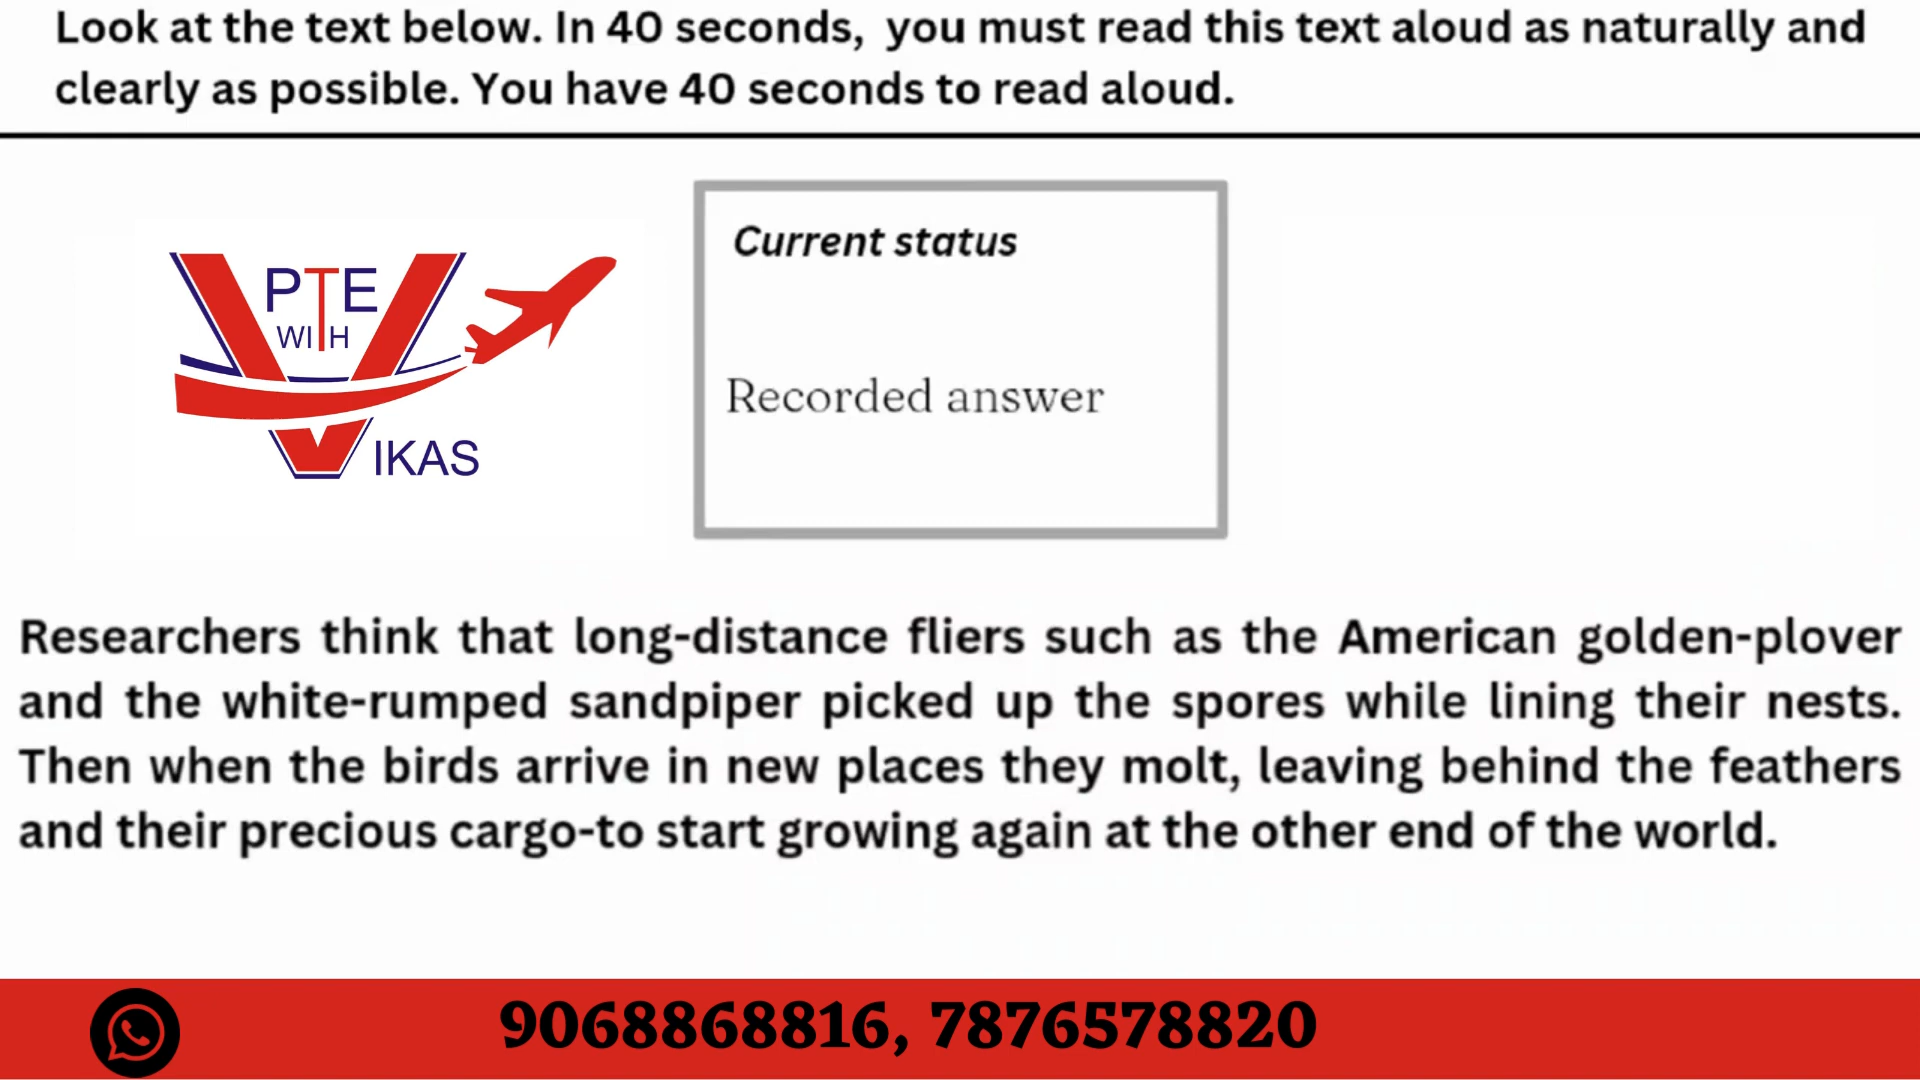 Look at the text below. In 40 seconds, you must read this text aloud as naturally and
clearly as possible. You have 40 seconds to read aloud.
PTE
WITH
VIKAS
Current status
Recorded answer
Researchers think that long-distance fliers such as the American golden-plover
and the white-rumped sandpiper picked up the spores while lining their nests.
Then when the birds arrive in new places they molt, leaving behind the feathers
and their precious cargo-to start growing again at the other end of the world.
9068868816, 7876578820